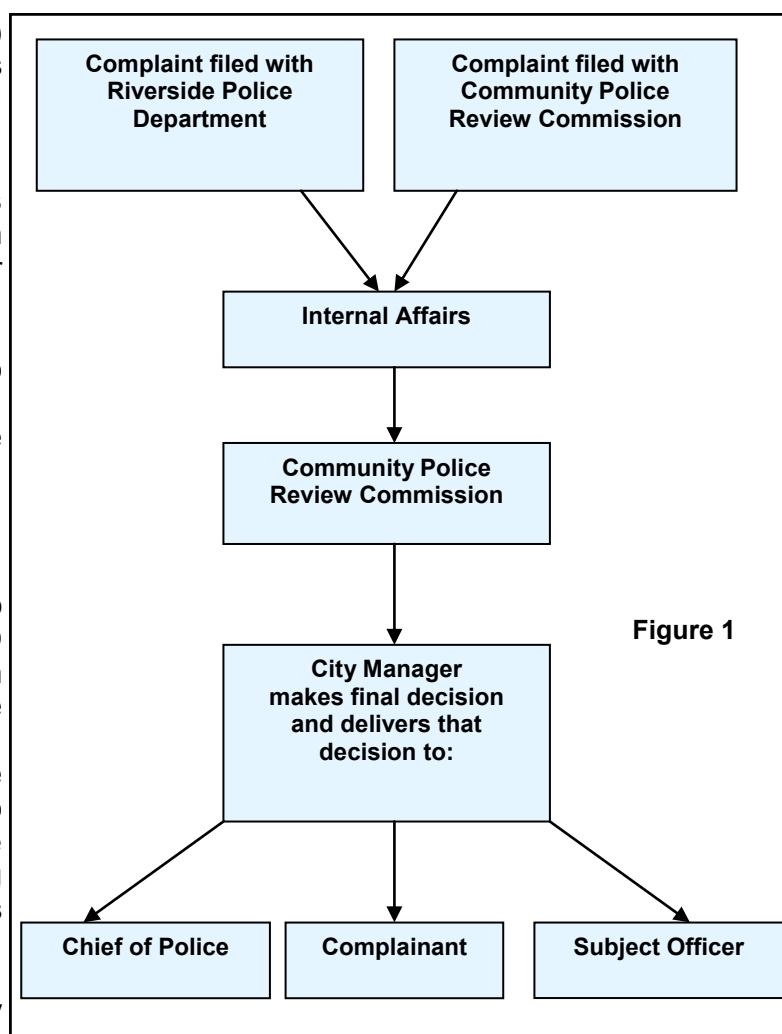 Complaint filed with
Riverside Police
Department
Complaint filed with
Community Police
Review Commission
Internal Affairs
Community Police
Review Commission
Figure 1
City Manager
makes final decision
and delivers that
decision to:
Chief of Police
Complainant
Subject Officer